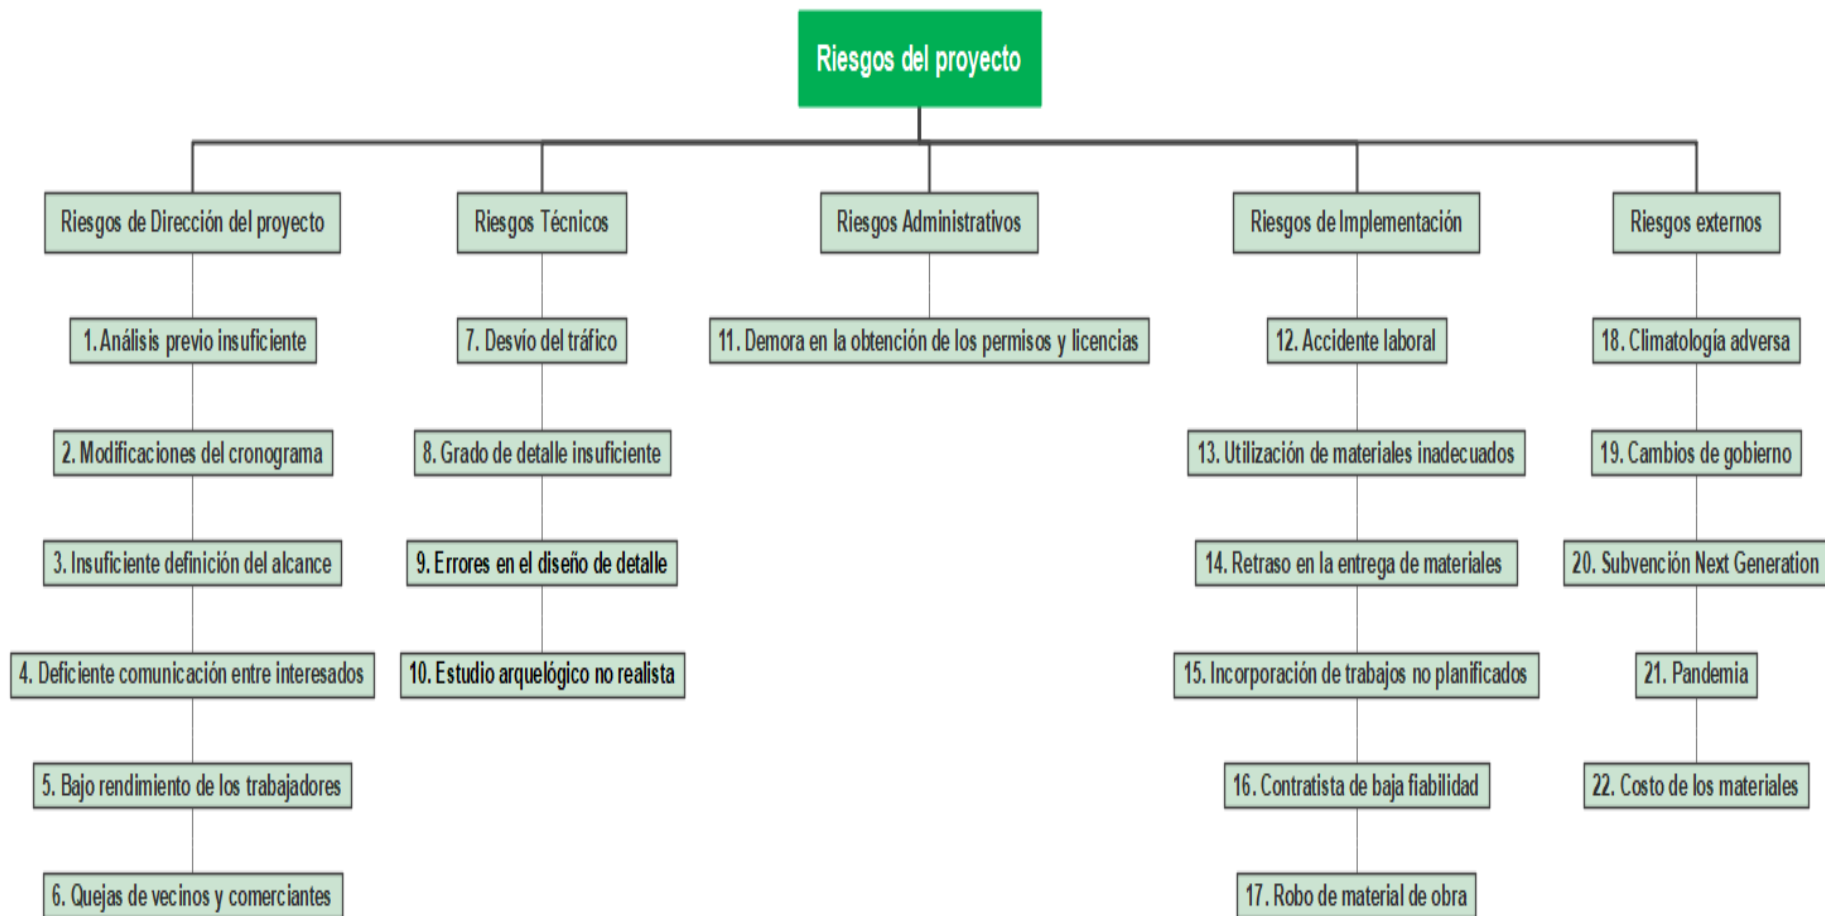 Riesgos del proyecto
Riesgos de Dirección del proyecto
Riesgos Técnicos
Riesgos Administrativos
Riesgos de Implementación
Riesgos externos
1. Análisis previo insuficiente
7. Desvío del tráfico
11. Demora en la obtención de los permisos y licencias
12. Accidente laboral
18. Climatología adversa
2. Modificaciones del cronograma
8. Grado de detalle insuficiente
13. Utilización de materiales inadecuados
19. Cambios de gobierno
3. Insuficiente definición del alcance
9. Errores en el diseño de detalle
14. Retraso en la entrega de materiales
20. Subvención Next Generation
4. Deficiente comunicación entre interesados
10. Estudio arquelógico no realista
15. Incorporación de trabajos no planificados
21. Pandemia
5. Bajo rendimiento de los trabajadores
16. Contratista de baja fiabilidad
22. Costo de los materiales
6. Quejas de vecinos y comerciantes
17. Robo de material de obra